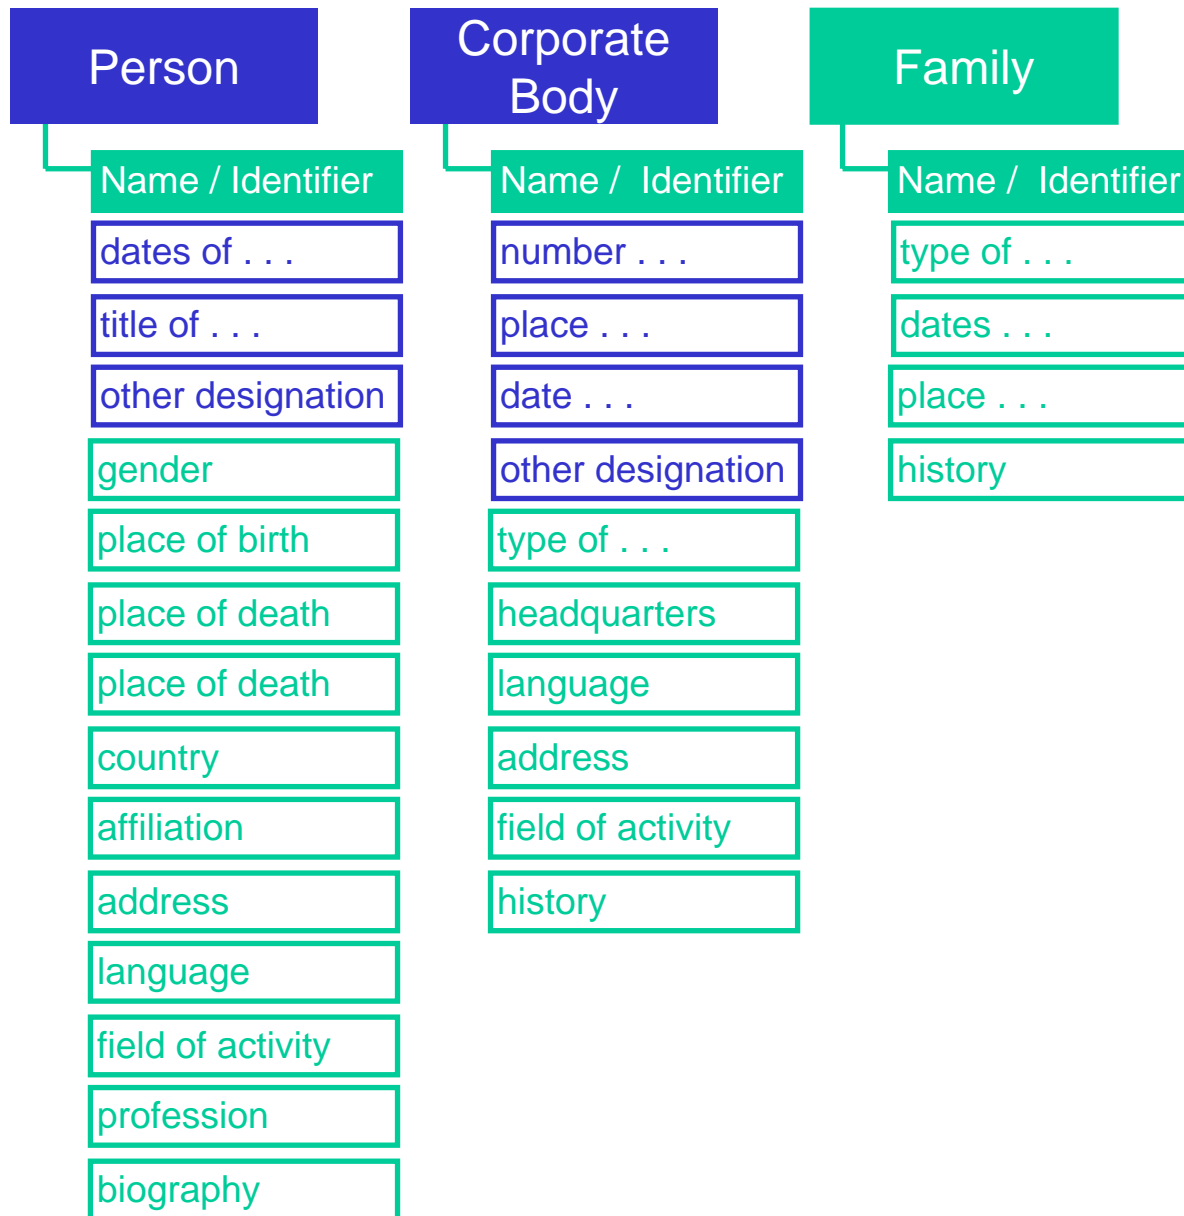 Person
Name / Identifier
dates of . . .
title of . . .
other designation
gender
place of birth
place of death
place of death
country
affiliation
address
language
field of activity
profession
biography
Corporate
Body
Name /  Identifier
number . . .
place . . .
date . . .
other designation
type of . . .
headquarters
language
address
field of activity
history
Family
Name /  Identifier
type of . . .
dates . . .
place . . .
history